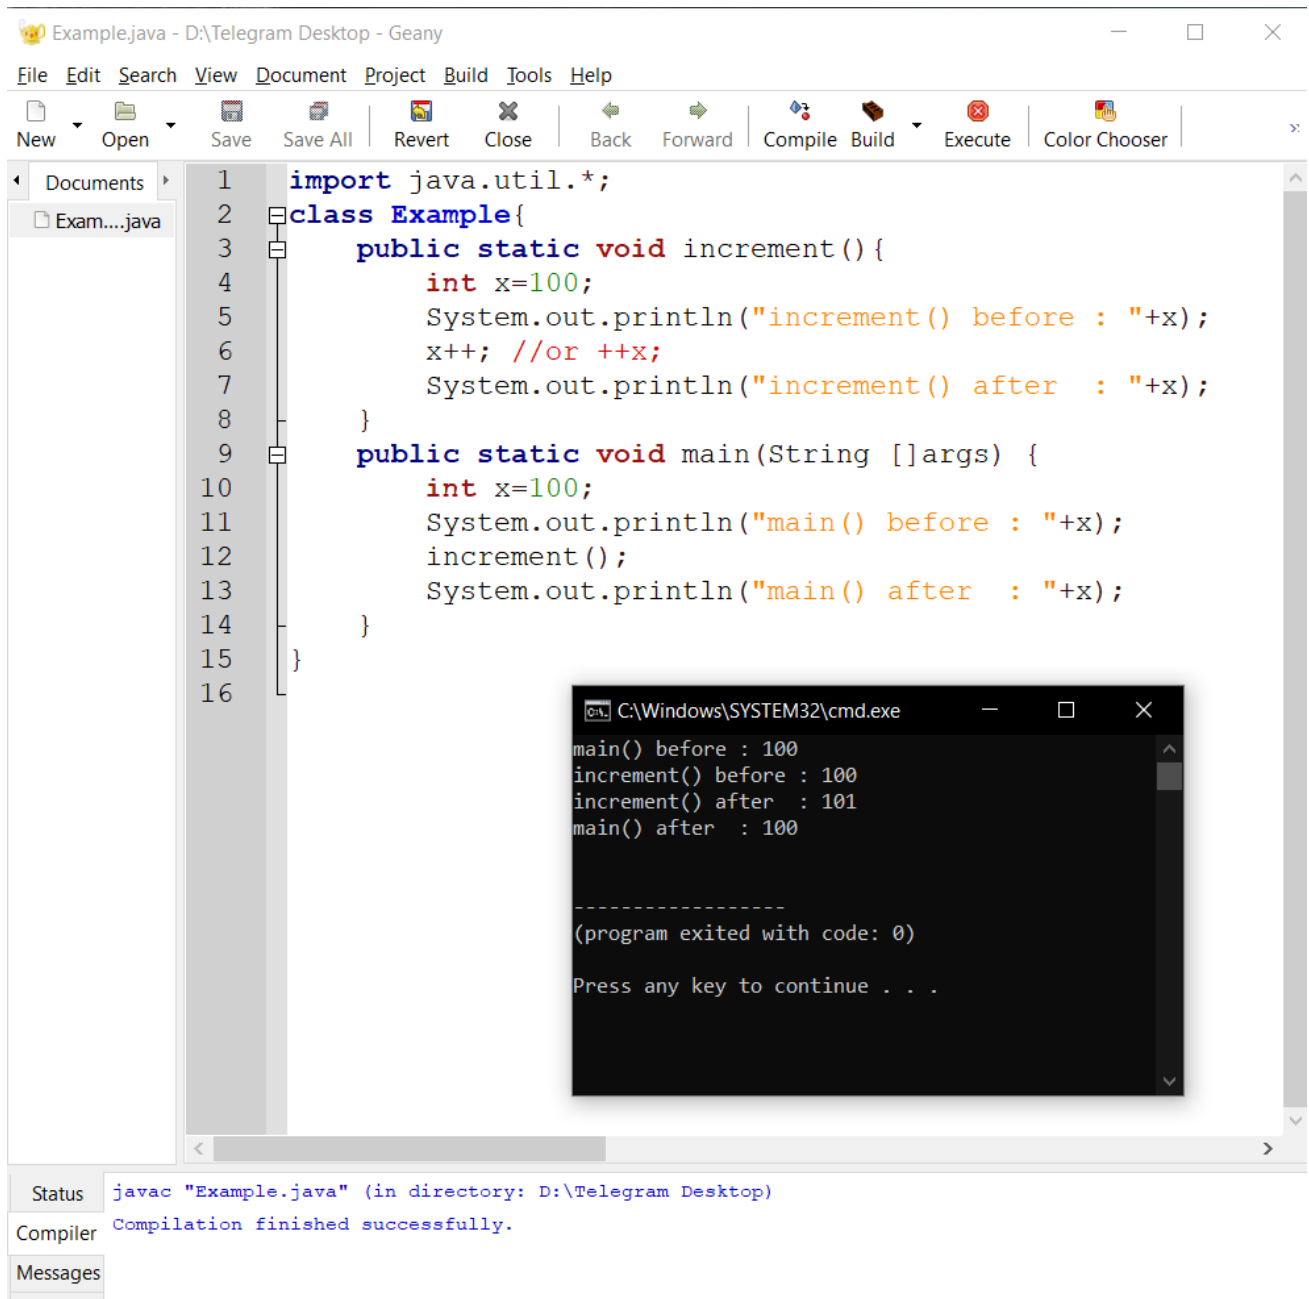 Example.java - D:\Telegram Desktop - Geany
File Edit Search View Document Project Build Tools Help
New Open Save Save All Revert Close Back Forward Compile Build Execute Color Chooser
Documents
Exam....java
1 import java.util.*;
2 class Example{
3 public static void increment(){
4 int x=100;
5 System.out.println("increment() before : "+x);
6 x++; //or ++x;
7 System.out.println("increment() after  : "+x);
8 }
9 public static void main(String []args) {
10 int x=100;
11 System.out.println("main() before : "+x);
12 increment();
13 System.out.println("main() after  : "+x);
14 }
15 }
16
C:\Windows\SYSTEM32\cmd.exe
main() before : 100
increment() before : 100
increment() after  : 101
main() after  : 100
------------------
(program exited with code: 0)
Press any key to continue . . .
Status
javac "Example.java" (in directory: D:\Telegram Desktop)
Compiler
Compilation finished successfully.
Messages